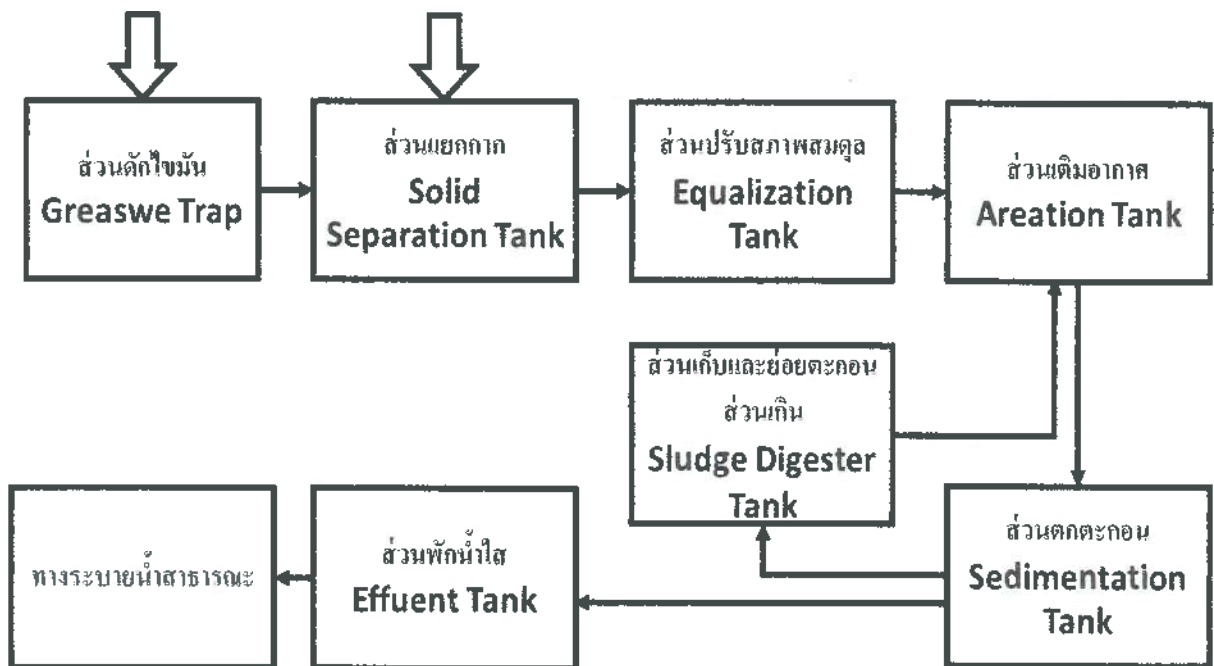 ส่วนดักไขมัน
Greaswe Trap
ส่วนแยกกาก
Solid
Separation Tank
ส่วนปรับสภาพสมดุล
Equalization
Tank
ส่วนเติมอากาศ
Areation Tank
ส่วนเก็บและย่อยตะกอน
ส่วนเกิน
Sludge Digester
Tank
ส่วนตกตะกอน
Sedimentation
Tank
ส่วนพักน้ำใส
Effuent Tank
ทางระบายน้ำสาธารณะ